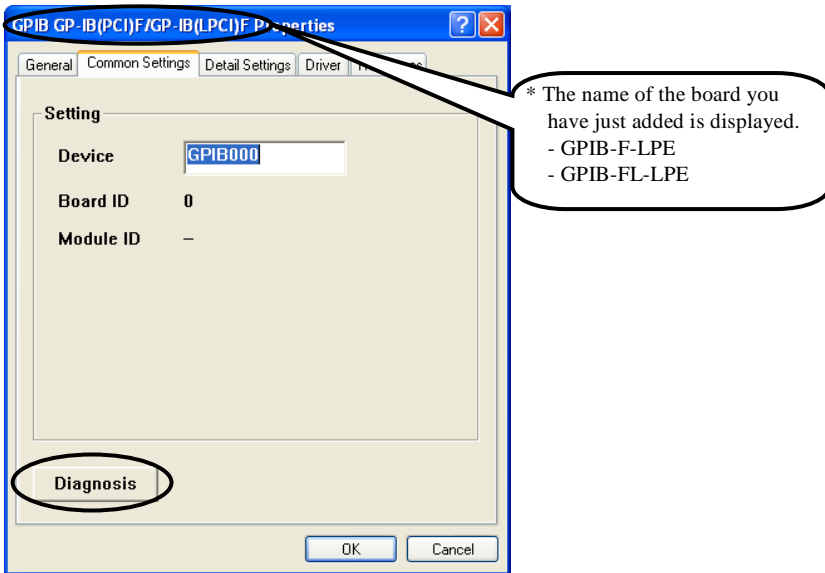 GPIB GP-IB(PCI)F/GP-IB(LPCI)F Properties
General Common Settings Detail Settings Driver
Setting
Device GPIB000
Board ID 0
Module ID –
Diagnosis
OK Cancel
* The name of the board you
have just added is displayed.
- GPIB-F-LPE
- GPIB-FL-LPE